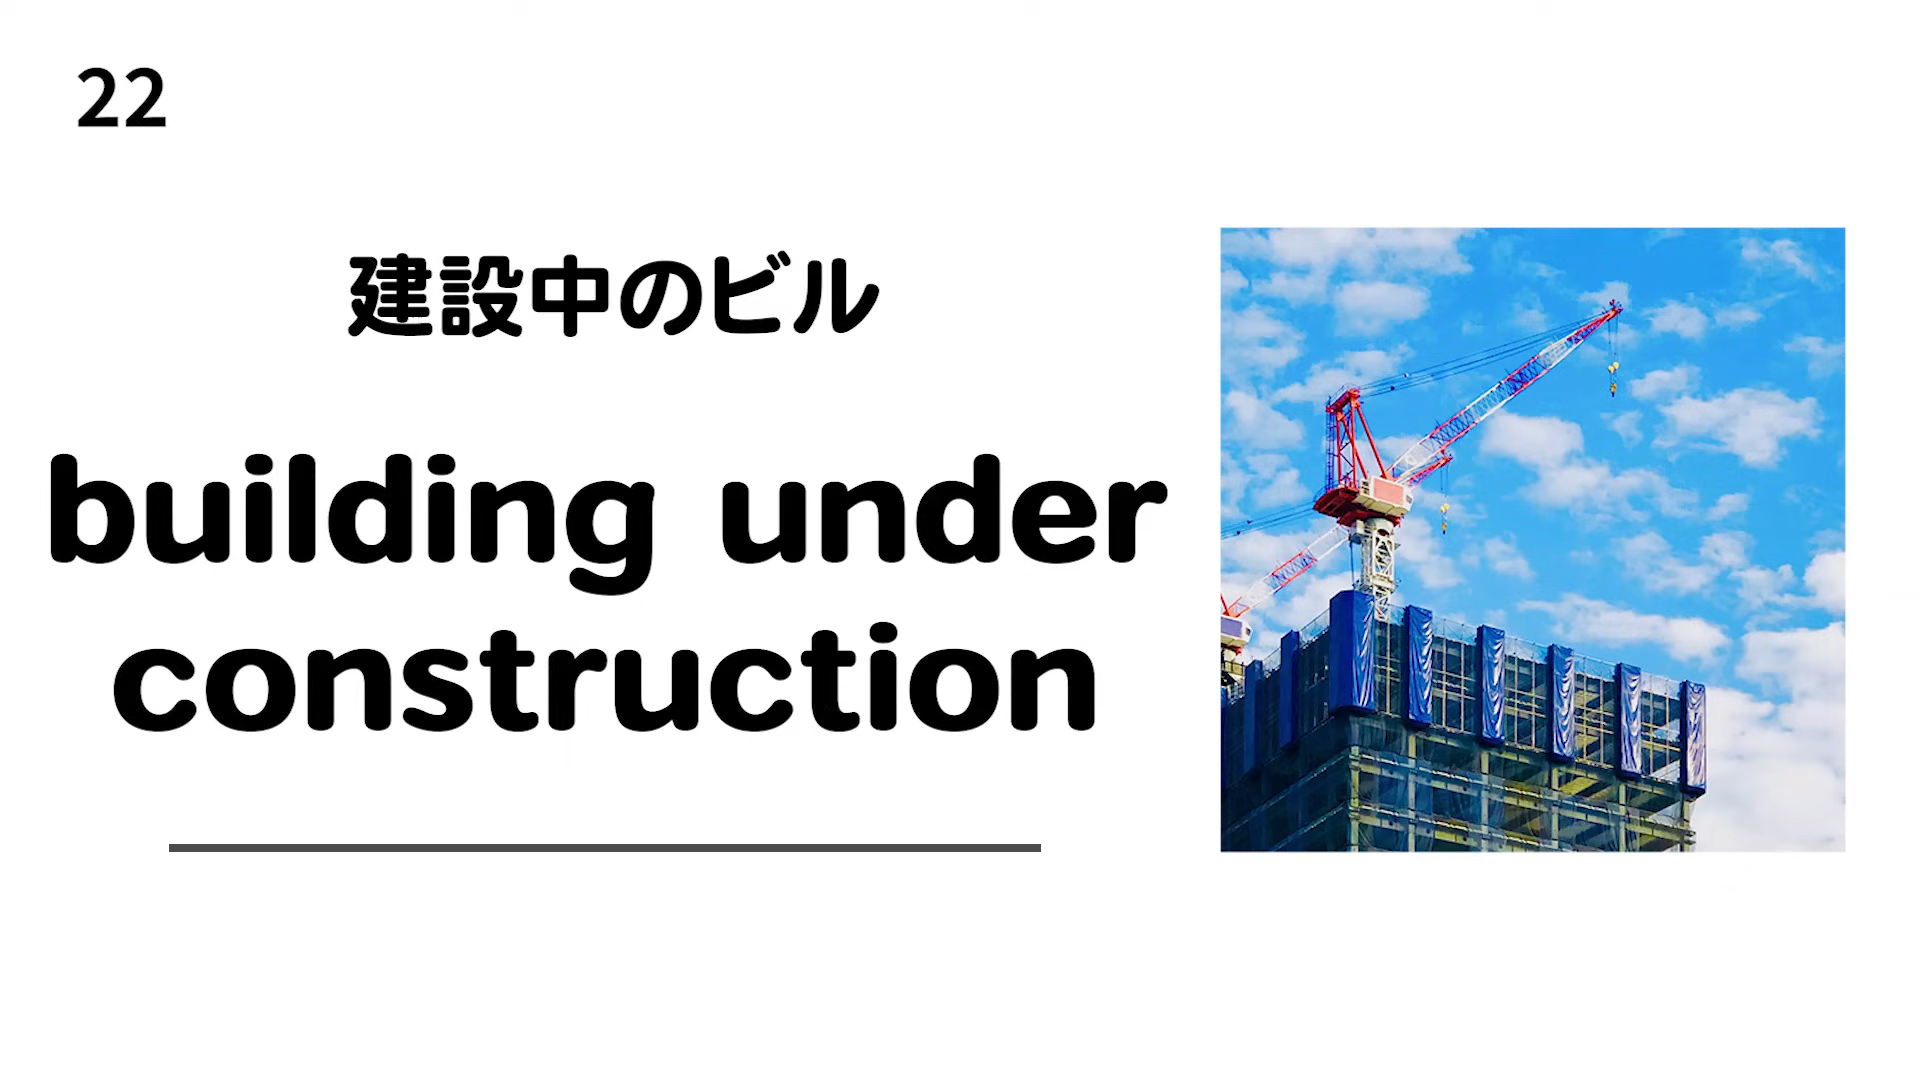 22
建設中のビル
building under
construction